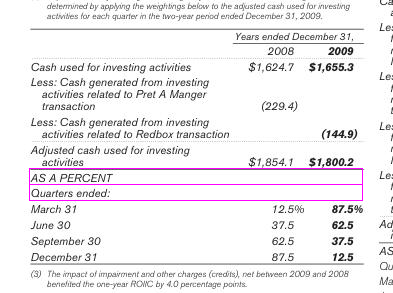 determined by applying the weightings below to the adjusted cash used for investing
activities for each quarter in the two-year period ended December 31, 2009.
Years ended December 31,
2008 2009
Cash used for investing activities $1,624.7 $1,655.3
Less: Cash generated from investing
activities related to Pret A Manger
transaction (229.4)
Less: Cash generated from investing
activities related to Redbox transaction (144.9)
Adjusted cash used for investing
activities $1,854.1 $1,800.2
AS A PERCENT
Quarters ended:
March 31 12.5% 87.5%
June 30 37.5 62.5
September 30 62.5 37.5
December 31 87.5 12.5
(3) The impact of impairment and other charges (credits), net between 2009 and 2008
benefited the one-year ROIIC by 4.0 percentage points.
Les
Les
Les
Les
Ad
AS
Qu
Ma